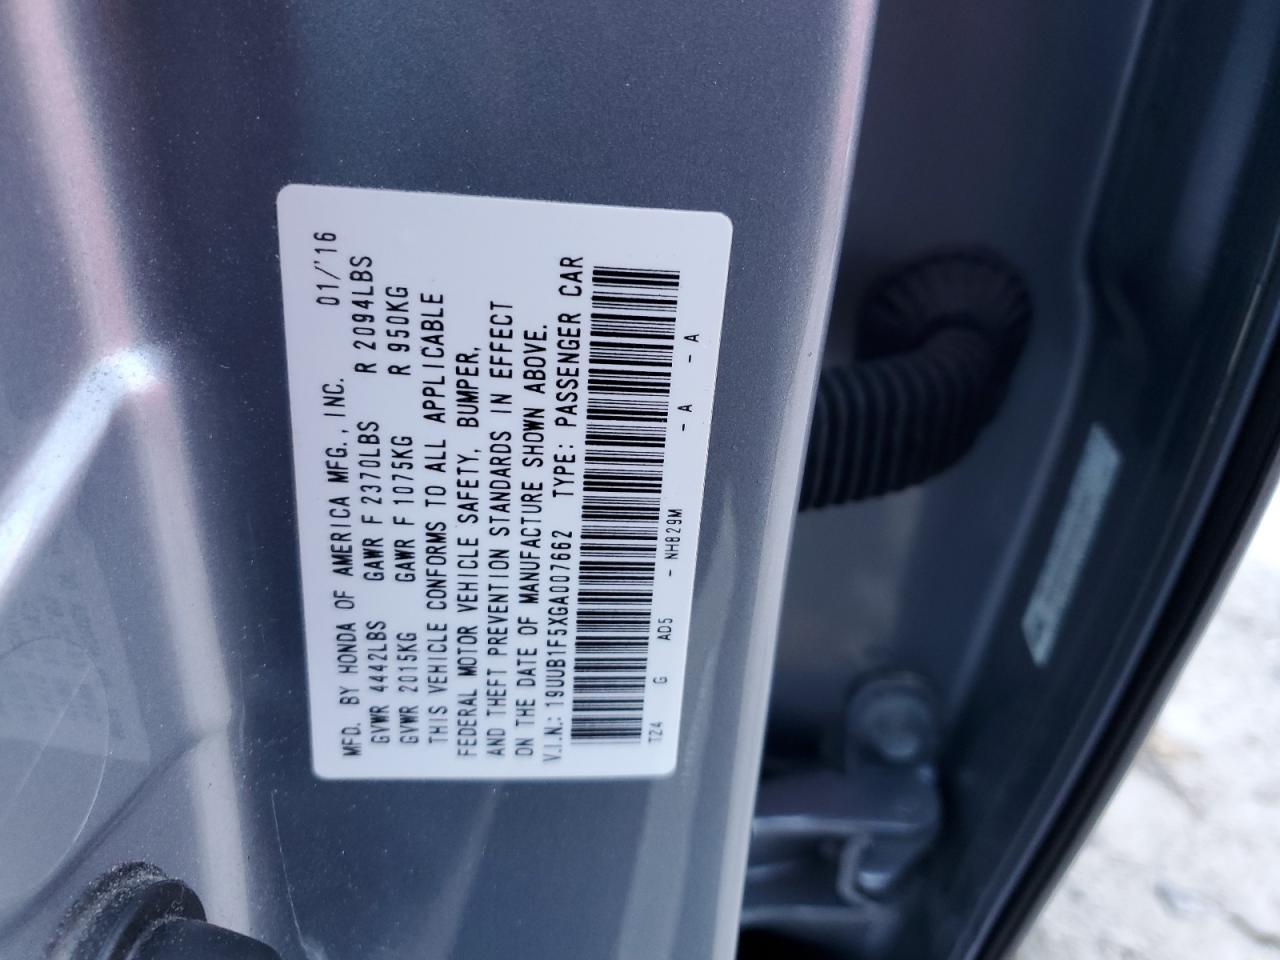 MFD. BY HONDA OF AMERICA MFG., INC. 01/'16
GVWR 4442LBS GAWR F 2370LBS R 2094LBS
GVWR 2015KG GAWR F 1075KG R 950KG
THIS VEHICLE CONFORMS TO ALL APPLICABLE
FEDERAL MOTOR VEHICLE SAFETY, BUMPER,
AND THEFT PREVENTION STANDARDS IN EFFECT
ON THE DATE OF MANUFACTURE SHOWN ABOVE.
V.I.N.: 19UUB1F5XGA007662 TYPE: PASSENGER CAR
TZ4 G AD5 - NH829M - A - A